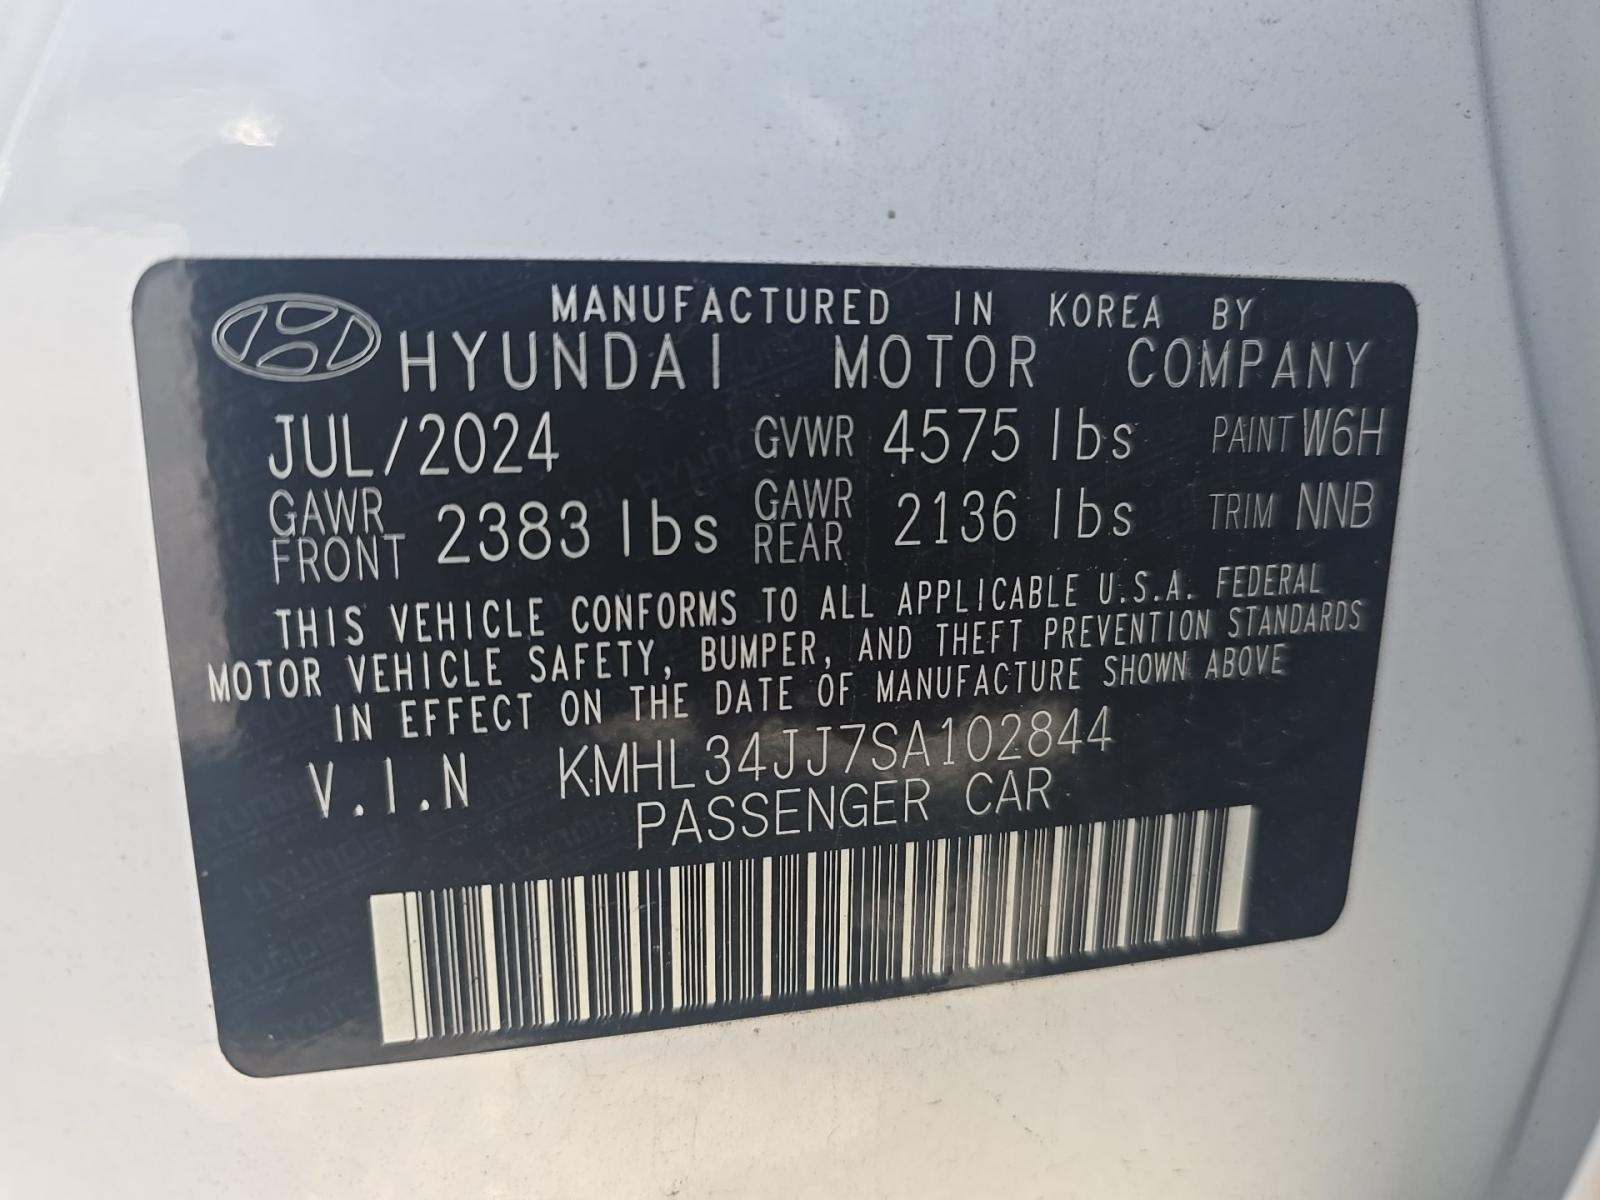 MANUFACTURED IN KOREA BY
HYUNDAI MOTOR COMPANY
JUL/2024 GVWR 4575 lbs PAINT W6H
GAWR FRONT 2383 lbs GAWR REAR 2136 lbs TRIM NNB
THIS VEHICLE CONFORMS TO ALL APPLICABLE U.S.A. FEDERAL
MOTOR VEHICLE SAFETY, BUMPER, AND THEFT PREVENTION STANDARDS
IN EFFECT ON THE DATE OF MANUFACTURE SHOWN ABOVE
V.I.N KMHL34JJ7SA102844
PASSENGER CAR